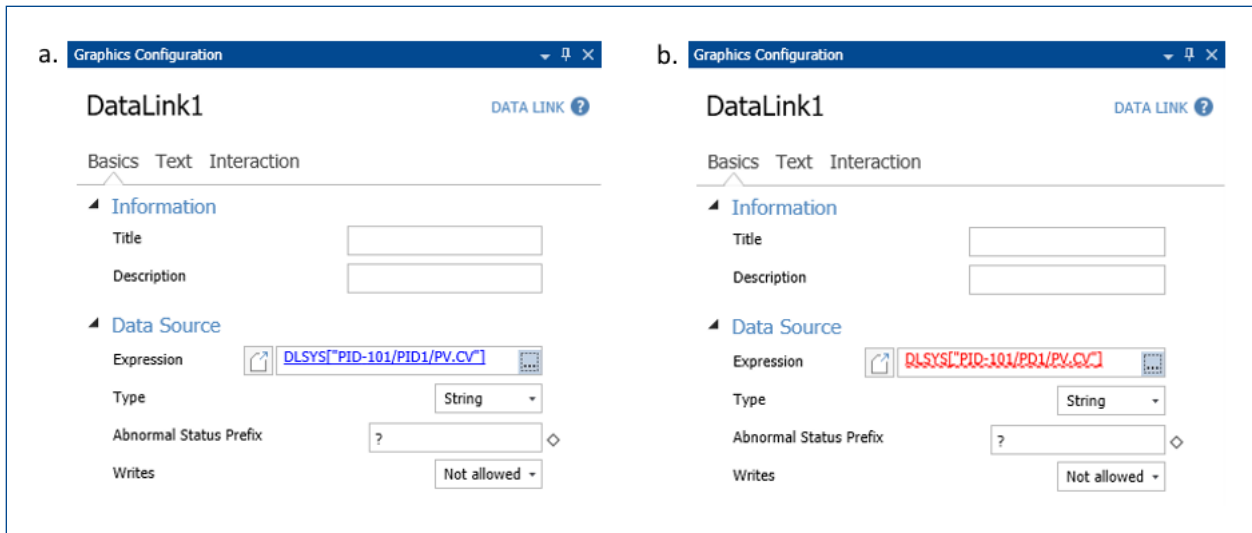 a.
Graphics Configuration
DataLink1
DATA LINK ?
Basics Text Interaction
Information
Title
Description
Data Source
Expression DLSYS["PID-101/PID1/PV.CV"] ...
Type String
Abnormal Status Prefix ?
Writes Not allowed
b.
Graphics Configuration
DataLink1
DATA LINK ?
Basics Text Interaction
Information
Title
Description
Data Source
Expression DLSYS["PID-101/PD1/PV.CV"] ...
Type String
Abnormal Status Prefix ?
Writes Not allowed